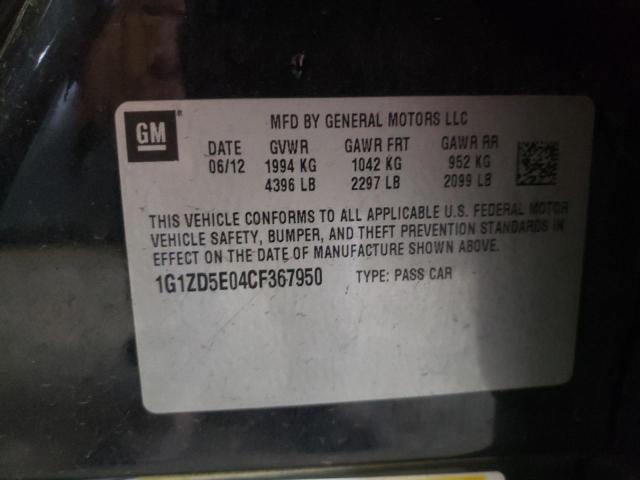 GM
MFD BY GENERAL MOTORS LLC
DATE GVWR GAWR FRT GAWR RR
06/12 1994 KG 1042 KG 952 KG
4396 LB 2297 LB 2099 LB
THIS VEHICLE CONFORMS TO ALL APPLICABLE U.S. FEDERAL MOTOR
VEHICLE SAFETY, BUMPER, AND THEFT PREVENTION STANDARDS IN
EFFECT ON THE DATE OF MANUFACTURE SHOWN ABOVE.
1G1ZD5E04CF367950 TYPE: PASS CAR